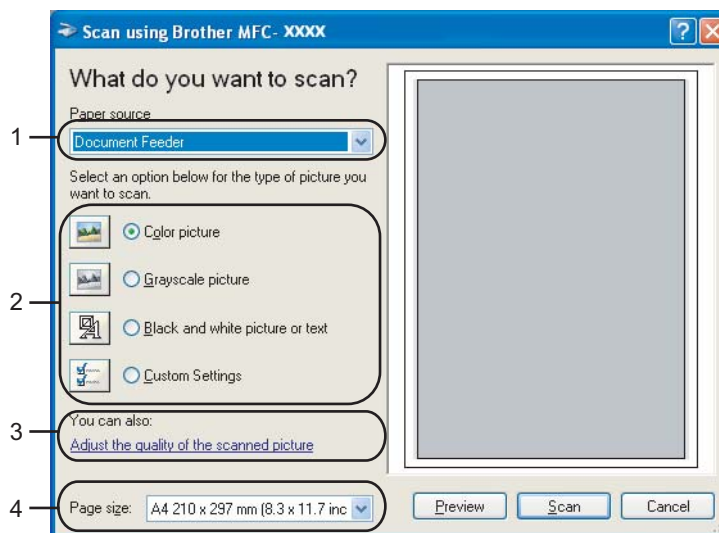 Scan using Brother MFC- XXXX
What do you want to scan?
Paper source
1
Document Feeder
Select an option below for the type of picture you
want to scan.
2
Color picture
Grayscale picture
Black and white picture or text
Custom Settings
3
You can also:
Adjust the quality of the scanned picture
4
Page size: A4 210 x 297 mm (8.3 x 11.7 inc
Preview Scan Cancel